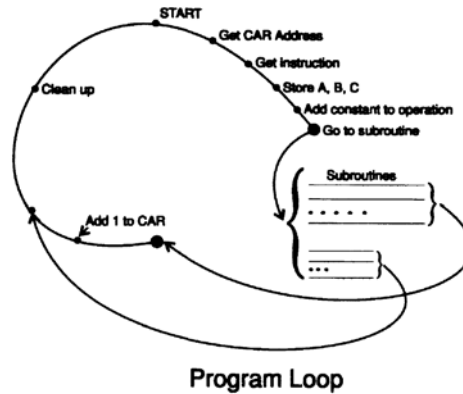 START
Get CAR Address
Get instruction
Store A, B, C
Add constant to operation
Go to subroutine
Clean up
Subroutines
Add 1 to CAR
Program Loop